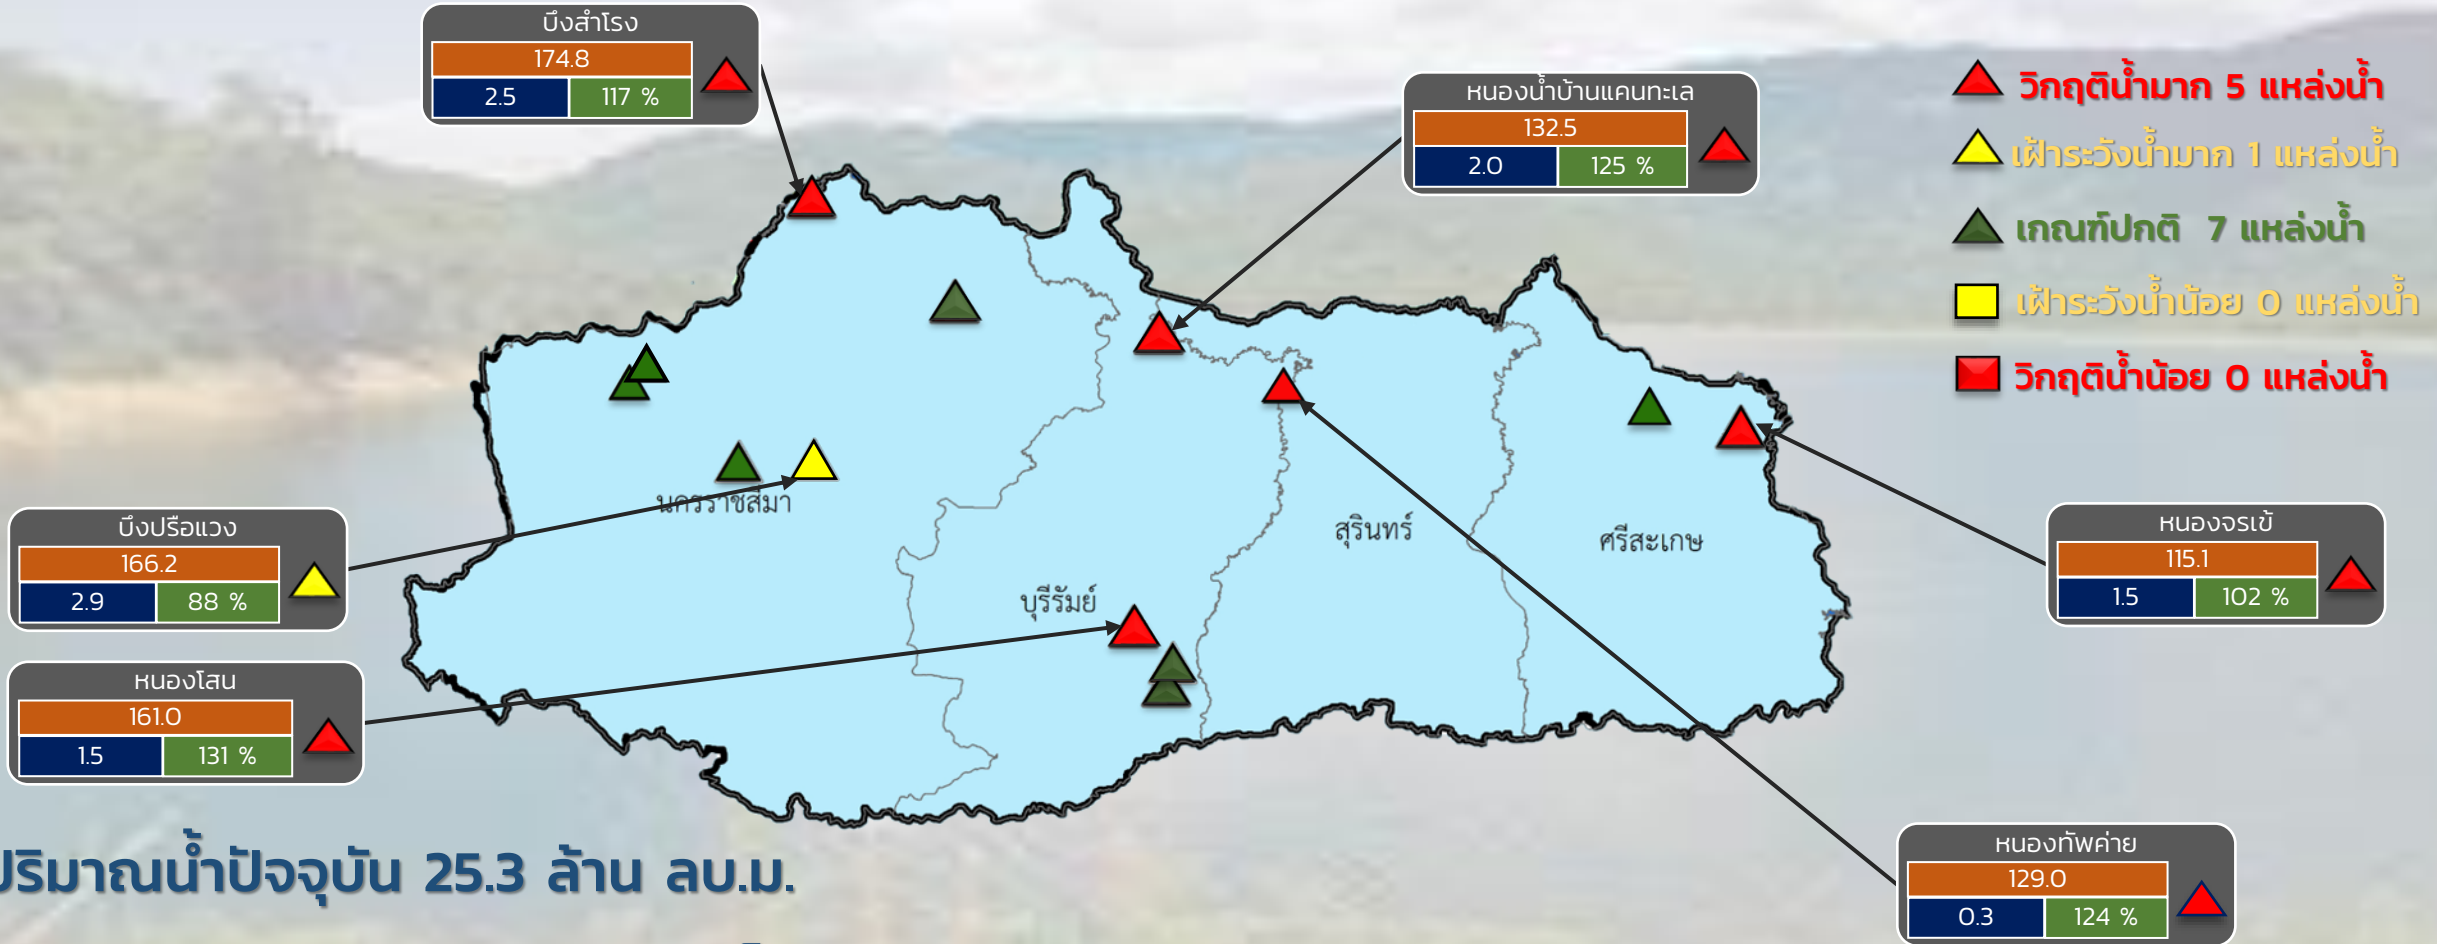 บึงสำโรง
174.8
2.5 117 %
หนองน้ำบ้านแคนทะเล
132.5
2.0 125 %
วิกฤติน้ำมาก 5 แหล่งน้ำ
เฝ้าระวังน้ำมาก 1 แหล่งน้ำ
เกณฑ์ปกติ 7 แหล่งน้ำ
เฝ้าระวังน้ำน้อย 0 แหล่งน้ำ
วิกฤติน้ำน้อย 0 แหล่งน้ำ
นครราชสีมา
บุรีรัมย์
สุรินทร์
ศรีสะเกษ
บึงปรือแวง
166.2
2.9 88 %
หนองโสน
161.0
1.5 131 %
หนองจรเข้
115.1
1.5 102 %
หนองทัพค่าย
129.0
0.3 124 %
ปริมาณน้ำปัจจุบัน 25.3 ล้าน ลบ.ม.